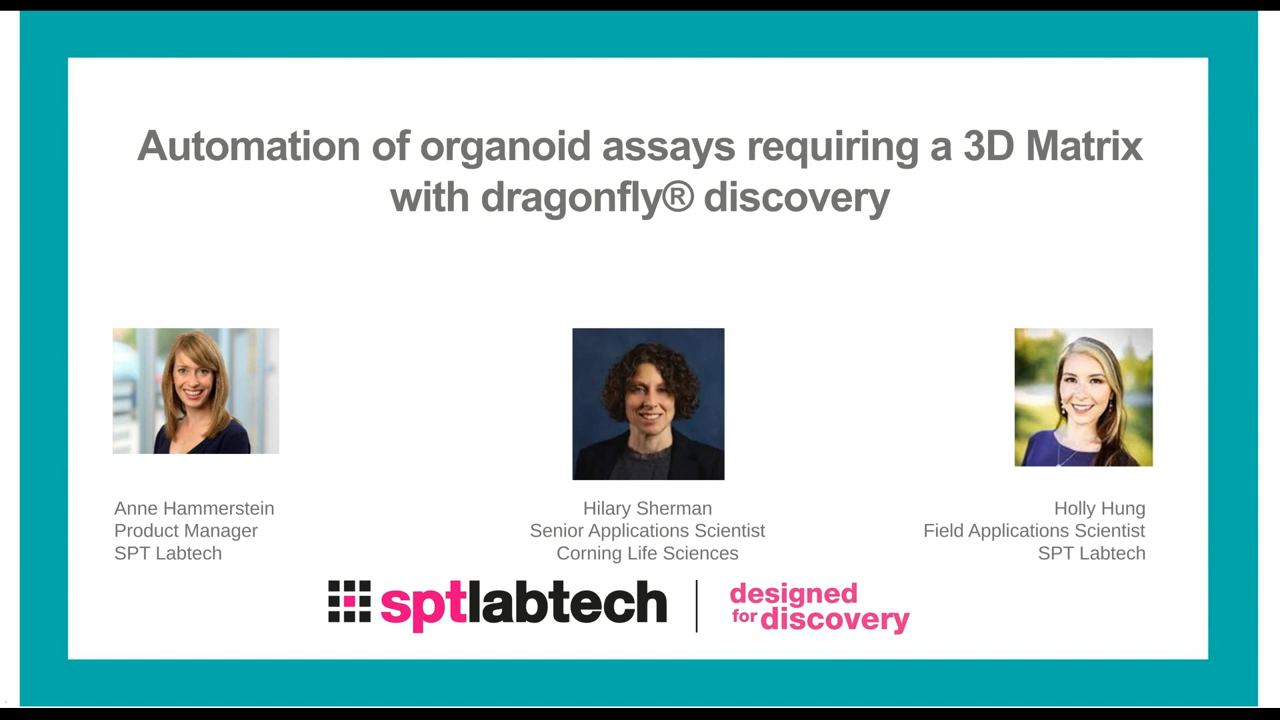 Automation of organoid assays requiring a 3D Matrix
with dragonfly® discovery
Anne Hammerstein
Product Manager
SPT Labtech
Hilary Sherman
Senior Applications Scientist
Corning Life Sciences
Holly Hung
Field Applications Scientist
SPT Labtech
sptlabtech
designed
for discovery